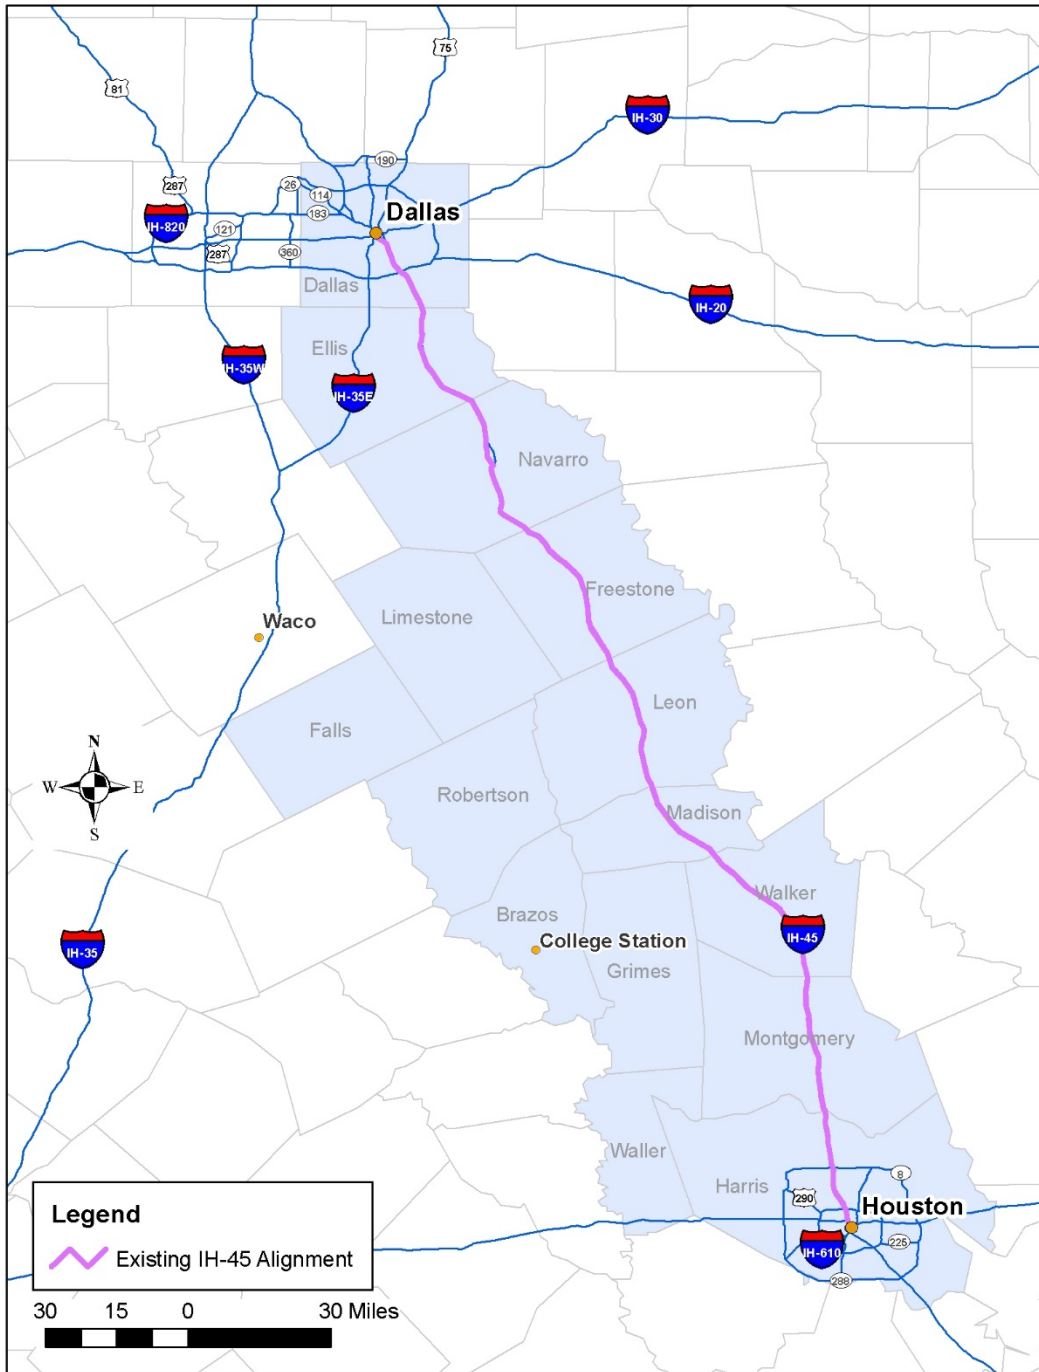 75
81
IH-30
190
287
26
114
183
Dallas
IH-820
121
287
360
Dallas
IH-20
Ellis
IH-35W
IH-35E
Navarro
Freestone
Limestone
Waco
Leon
Falls
N
W E
S
Robertson
Madison
Walker
Brazos
IH-45
College Station
IH-35
Grimes
Montgomery
Waller
8
Harris
290
Houston
225
IH-610
288
Legend
Existing IH-45 Alignment
30 15 0 30 Miles